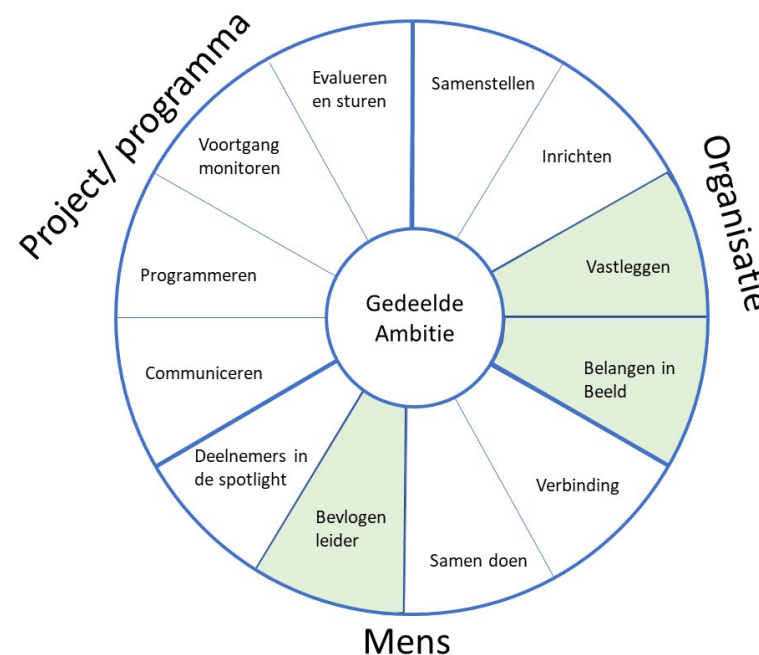 Project/ programma
Organisatie
Mens
Gedeelde
Ambitie
Samenstellen
Inrichten
Vastleggen
Belangen in
Beeld
Verbinding
Samen doen
Bevlogen
leider
Deelnemers in
de spotlight
Communiceren
Programmeren
Voortgang
monitoren
Evalueren
en sturen